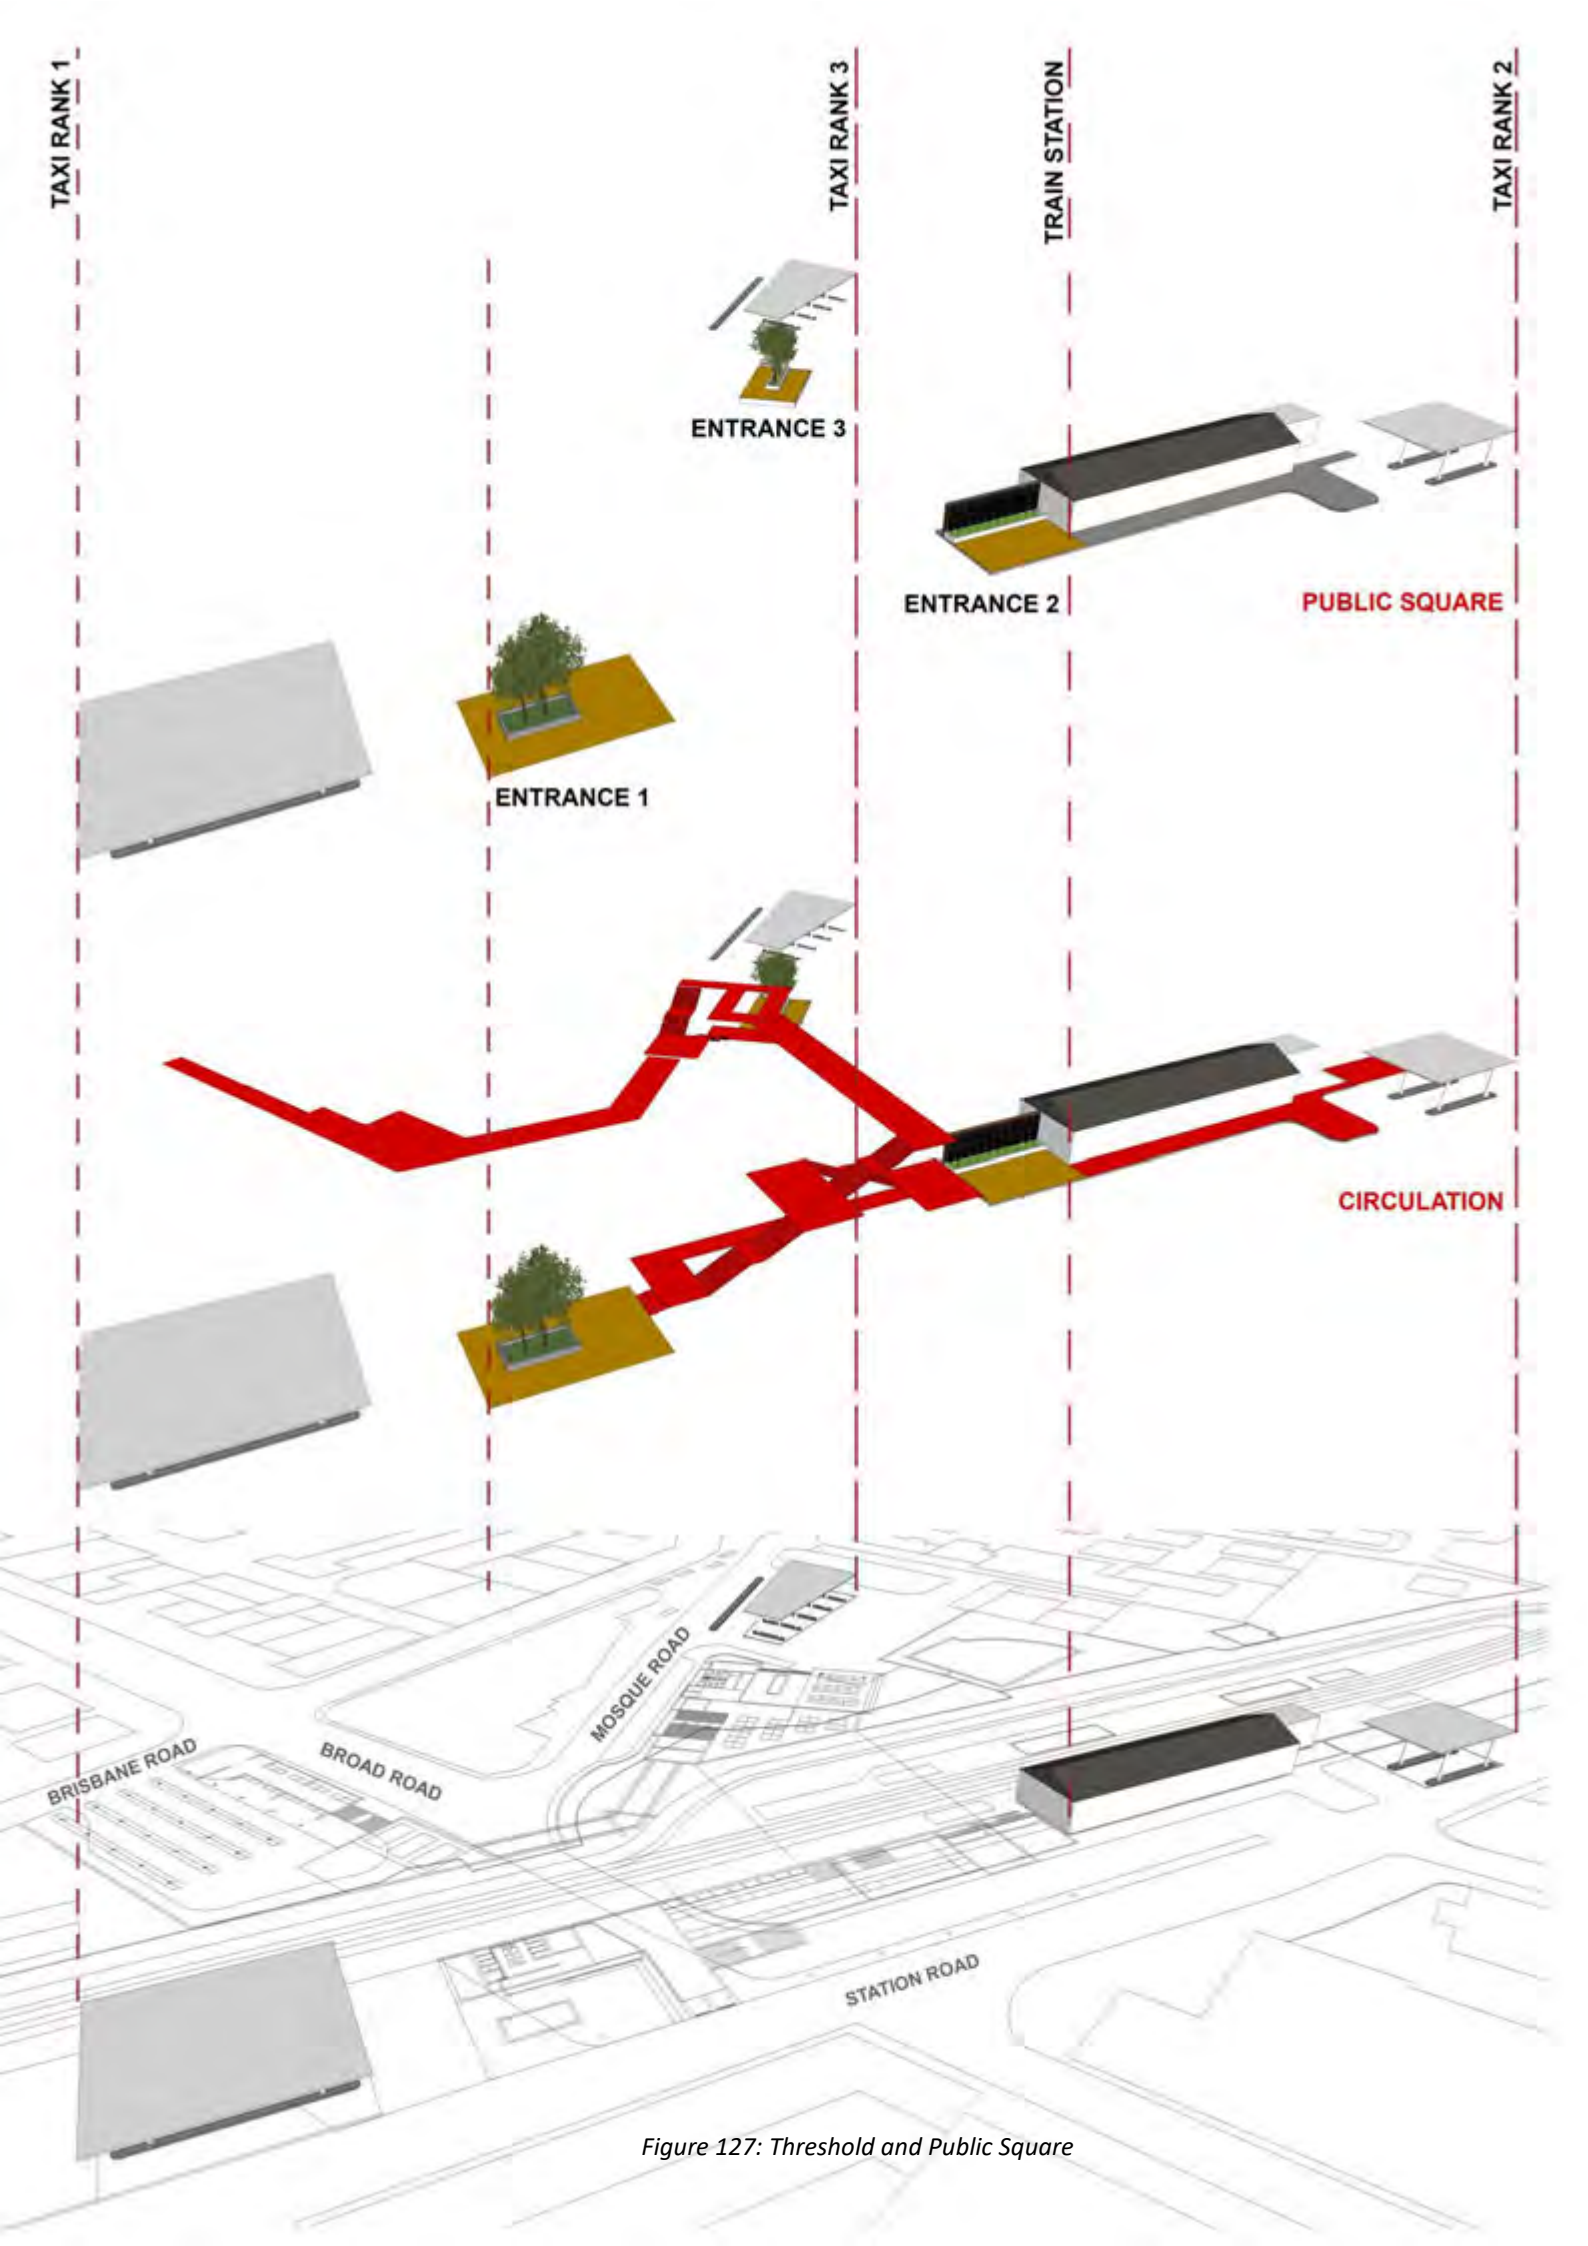 TAXI RANK 1
TAXI RANK 3
TRAIN STATION
TAXI RANK 2
ENTRANCE 3
ENTRANCE 2
PUBLIC SQUARE
ENTRANCE 1
CIRCULATION
MOSQUE ROAD
BRISBANE ROAD
BROAD ROAD
STATION ROAD
Figure 127: Threshold and Public Square